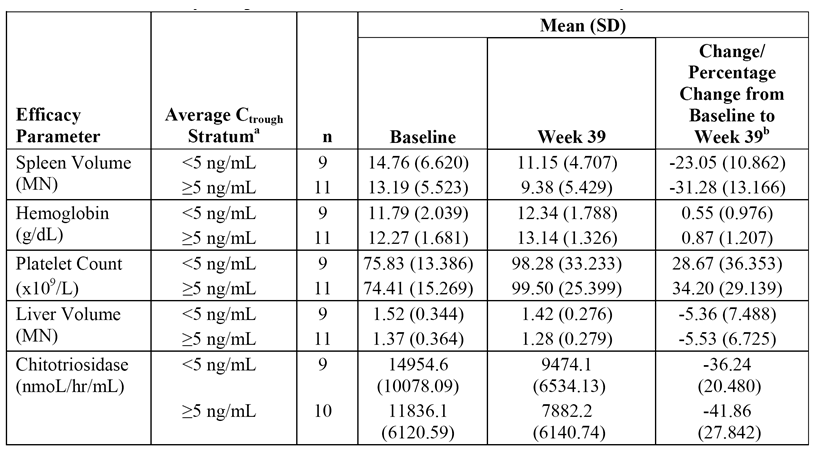 Mean (SD)
Efficacy Parameter | Average Ctrough Stratumᵃ | n | Baseline | Week 39 | Change/ Percentage Change from Baseline to Week 39ᵇ
Spleen Volume (MN) | <5 ng/mL | 9 | 14.76 (6.620) | 11.15 (4.707) | -23.05 (10.862)
≥5 ng/mL | 11 | 13.19 (5.523) | 9.38 (5.429) | -31.28 (13.166)
Hemoglobin (g/dL) | <5 ng/mL | 9 | 11.79 (2.039) | 12.34 (1.788) | 0.55 (0.976)
≥5 ng/mL | 11 | 12.27 (1.681) | 13.14 (1.326) | 0.87 (1.207)
Platelet Count (x10⁹/L) | <5 ng/mL | 9 | 75.83 (13.386) | 98.28 (33.233) | 28.67 (36.353)
≥5 ng/mL | 11 | 74.41 (15.269) | 99.50 (25.399) | 34.20 (29.139)
Liver Volume (MN) | <5 ng/mL | 9 | 1.52 (0.344) | 1.42 (0.276) | -5.36 (7.488)
≥5 ng/mL | 11 | 1.37 (0.364) | 1.28 (0.279) | -5.53 (6.725)
Chitotriosidase (nmoL/hr/mL) | <5 ng/mL | 9 | 14954.6 (10078.09) | 9474.1 (6534.13) | -36.24 (20.480)
≥5 ng/mL | 10 | 11836.1 (6120.59) | 7882.2 (6140.74) | -41.86 (27.842)